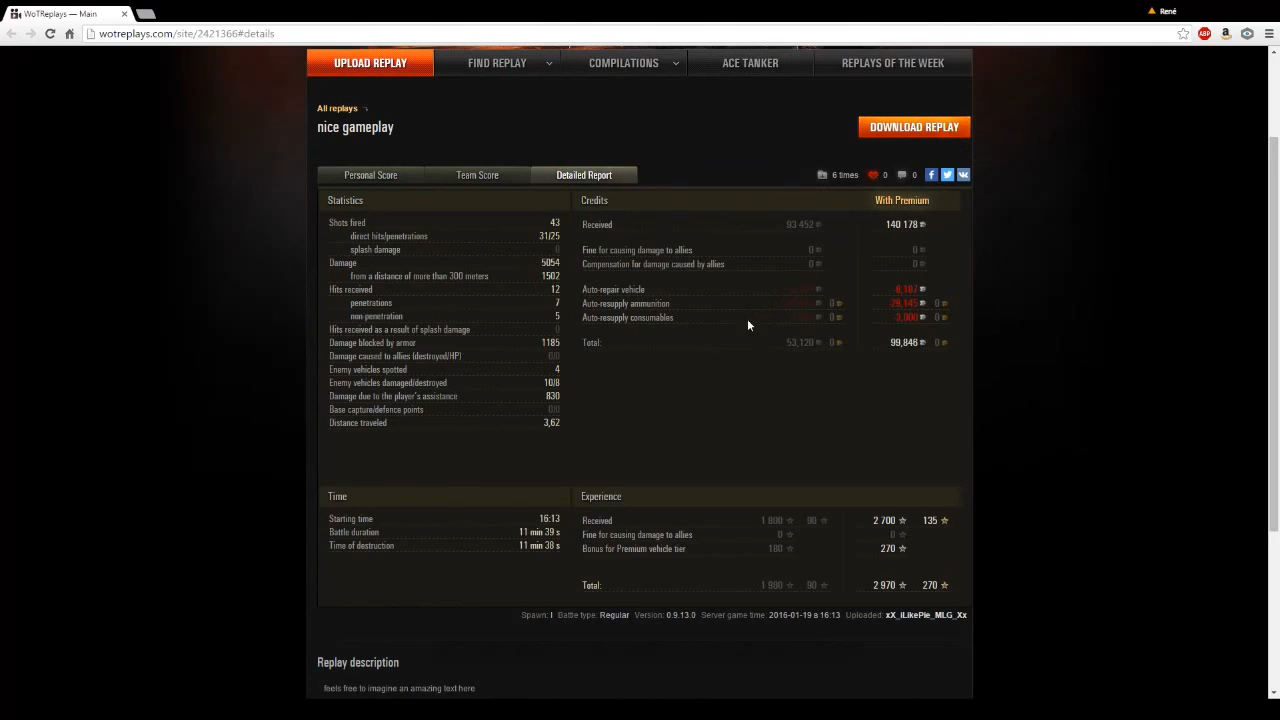 WoTReplays — Main
René
wotreplays.com/site/2421366#details
UPLOAD REPLAY FIND REPLAY COMPILATIONS ACE TANKER REPLAYS OF THE WEEK
All replays
nice gameplay
DOWNLOAD REPLAY
Personal Score Team Score Detailed Report 6 times 0 0
Statistics Credits With Premium
Shots fired 43 Received 93 452 140 178
direct hits/penetrations 31/25
splash damage 0 Fine for causing damage to allies 0 0
Damage 5054 Compensation for damage caused by allies 0 0
from a distance of more than 300 meters 1502
Hits received 12 Auto-repair vehicle
penetrations 7 Auto-resupply ammunition 0 29,145 0
non-penetration 5 Auto-resupply consumables 0 3,000 0
Hits received as a result of splash damage 0
Damage blocked by armor 1185 Total: 53,120 0 99,846 0
Damage caused to allies (destroyed/HP) 0/0
Enemy vehicles spotted 4
Enemy vehicles damaged/destroyed 10/8
Damage due to the player's assistance 830
Base capture/defence points 0/0
Distance traveled 3,62
Time Experience
Starting time 16:13 Received 1 800 90 2 700 135
Battle duration 11 min 39 s Fine for causing damage to allies 0 0
Time of destruction 11 min 38 s Bonus for Premium vehicle tier 180 270
Total: 1 980 90 2 970 270
Spawn: I Battle type: Regular Version: 0.9.13.0 Server game time: 2016-01-19 в 16:13 Uploaded: xX_iLikePie_MLG_Xx
Replay description
feels free to imagine an amazing text here